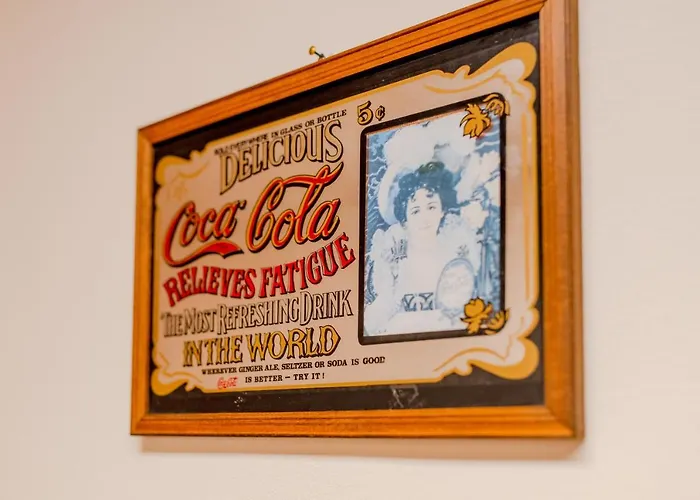 SOLD EVERYWHERE IN GLASS OR BOTTLE
5¢
DELICIOUS
Coca-Cola
RELIEVES FATIGUE
"THE MOST REFRESHING DRINK
IN THE WORLD
WHEREVER GINGER ALE, SELTZER OR SODA IS GOOD
Coca-Cola IS BETTER – TRY IT!